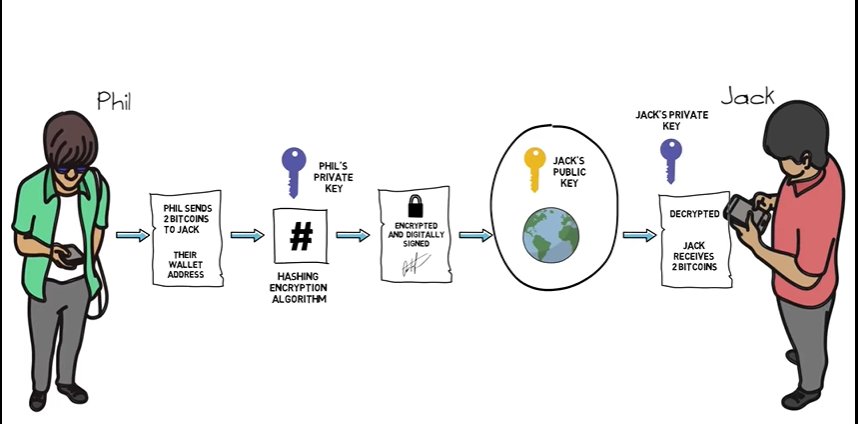 Phil
Jack
PHIL SENDS
2 BITCOINS
TO JACK
THEIR
WALLET
ADDRESS
PHIL'S
PRIVATE
KEY
#
HASHING
ENCRYPTION
ALGORITHM
ENCRYPTED
AND DIGITALLY
SIGNED
JACK'S
PUBLIC
KEY
JACK'S PRIVATE
KEY
DECRYPTED
JACK
RECEIVES
2 BITCOINS